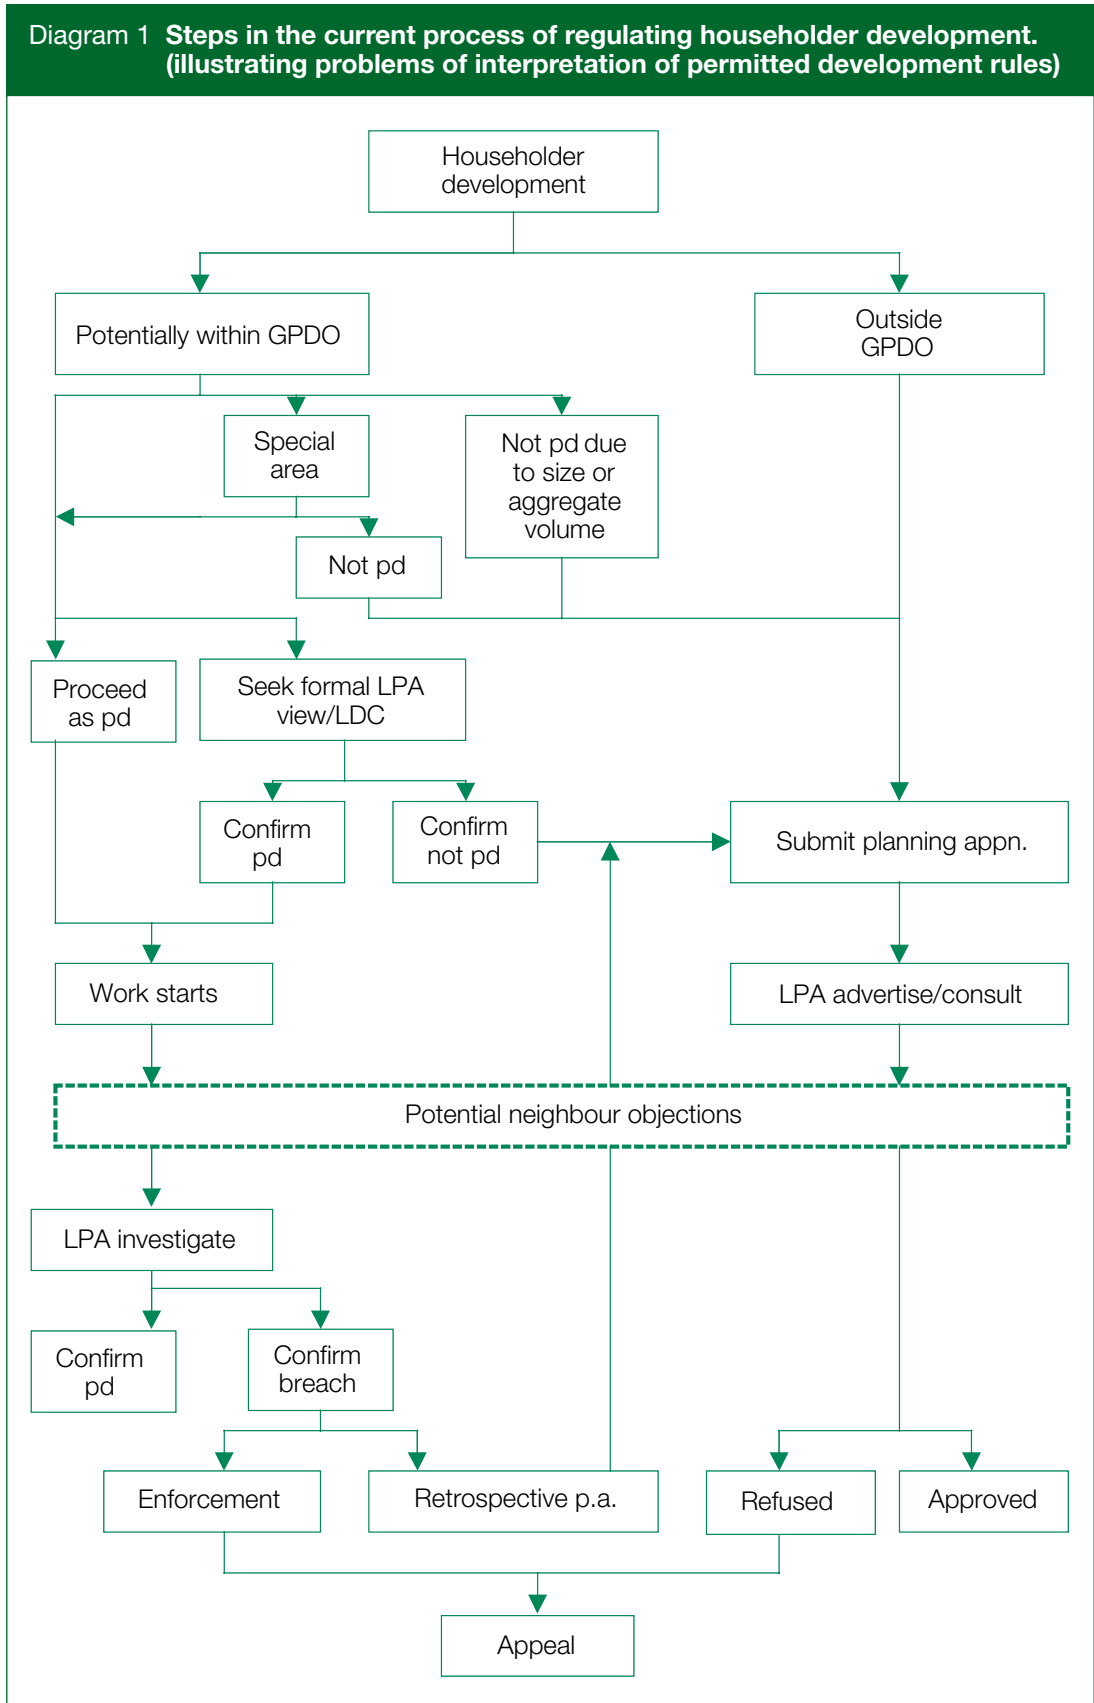 Diagram 1 Steps in the current process of regulating householder development.
(illustrating problems of interpretation of permitted development rules)
Householder
development
Potentially within GPDO
Outside
GPDO
Special
area
Not pd due
to size or
aggregate
volume
Not pd
Proceed
as pd
Seek formal LPA
view/LDC
Confirm
pd
Confirm
not pd
Submit planning appn.
Work starts
LPA advertise/consult
Potential neighbour objections
LPA investigate
Confirm
pd
Confirm
breach
Enforcement
Retrospective p.a.
Refused
Approved
Appeal